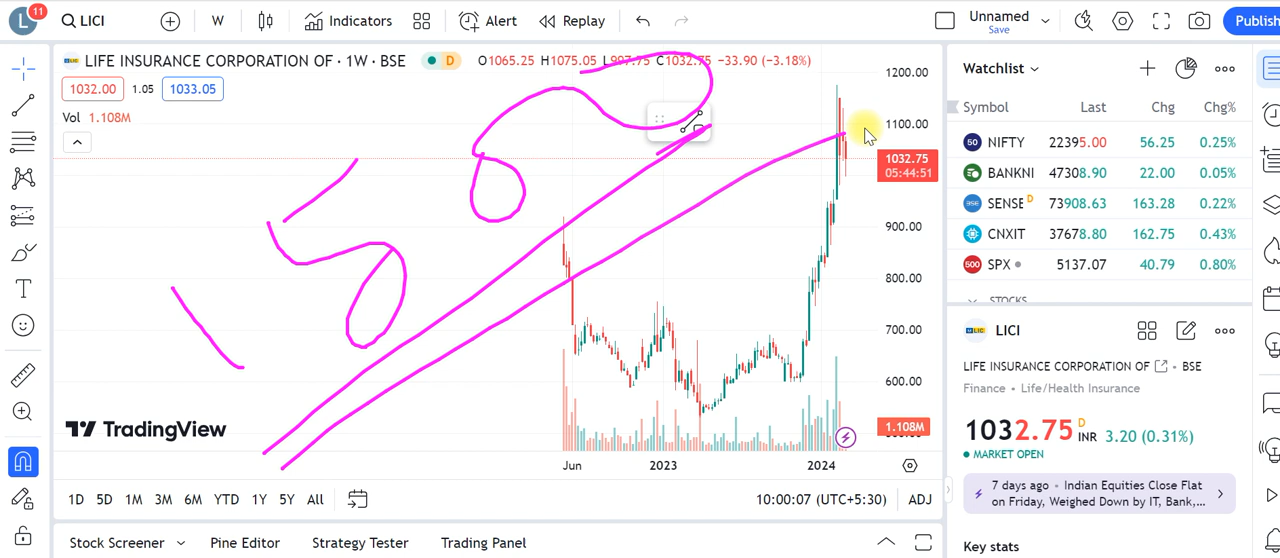 L 11 LICI W Indicators Alert Replay Unnamed Save Publish
LIFE INSURANCE CORPORATION OF · 1W · BSE D O1065.25 H1075.05 L997.75 C1032.75 −33.90 (−3.18%)
1032.00 1.05 1033.05
Vol 1.108M
1200.00
1100.00
1032.75
05:44:51
900.00
800.00
700.00
600.00
1.108M
TradingView
Jun 2023 2024
1D 5D 1M 3M 6M YTD 1Y 5Y All 10:00:07 (UTC+5:30) ADJ
Stock Screener Pine Editor Strategy Tester Trading Panel
Watchlist
Symbol Last Chg Chg%
50 NIFTY 22395.00 56.25 0.25%
BANKNI 47308.90 22.00 0.05%
SENSE D 73908.63 163.28 0.22%
CNXIT 37678.80 162.75 0.43%
500 SPX 5137.07 40.79 0.80%
STOCKS
LIC LICI
LIFE INSURANCE CORPORATION OF • BSE
Finance • Life/Health Insurance
1032.75 D INR 3.20 (0.31%)
MARKET OPEN
7 days ago • Indian Equities Close Flat
on Friday, Weighed Down by IT, Bank,...
Key stats